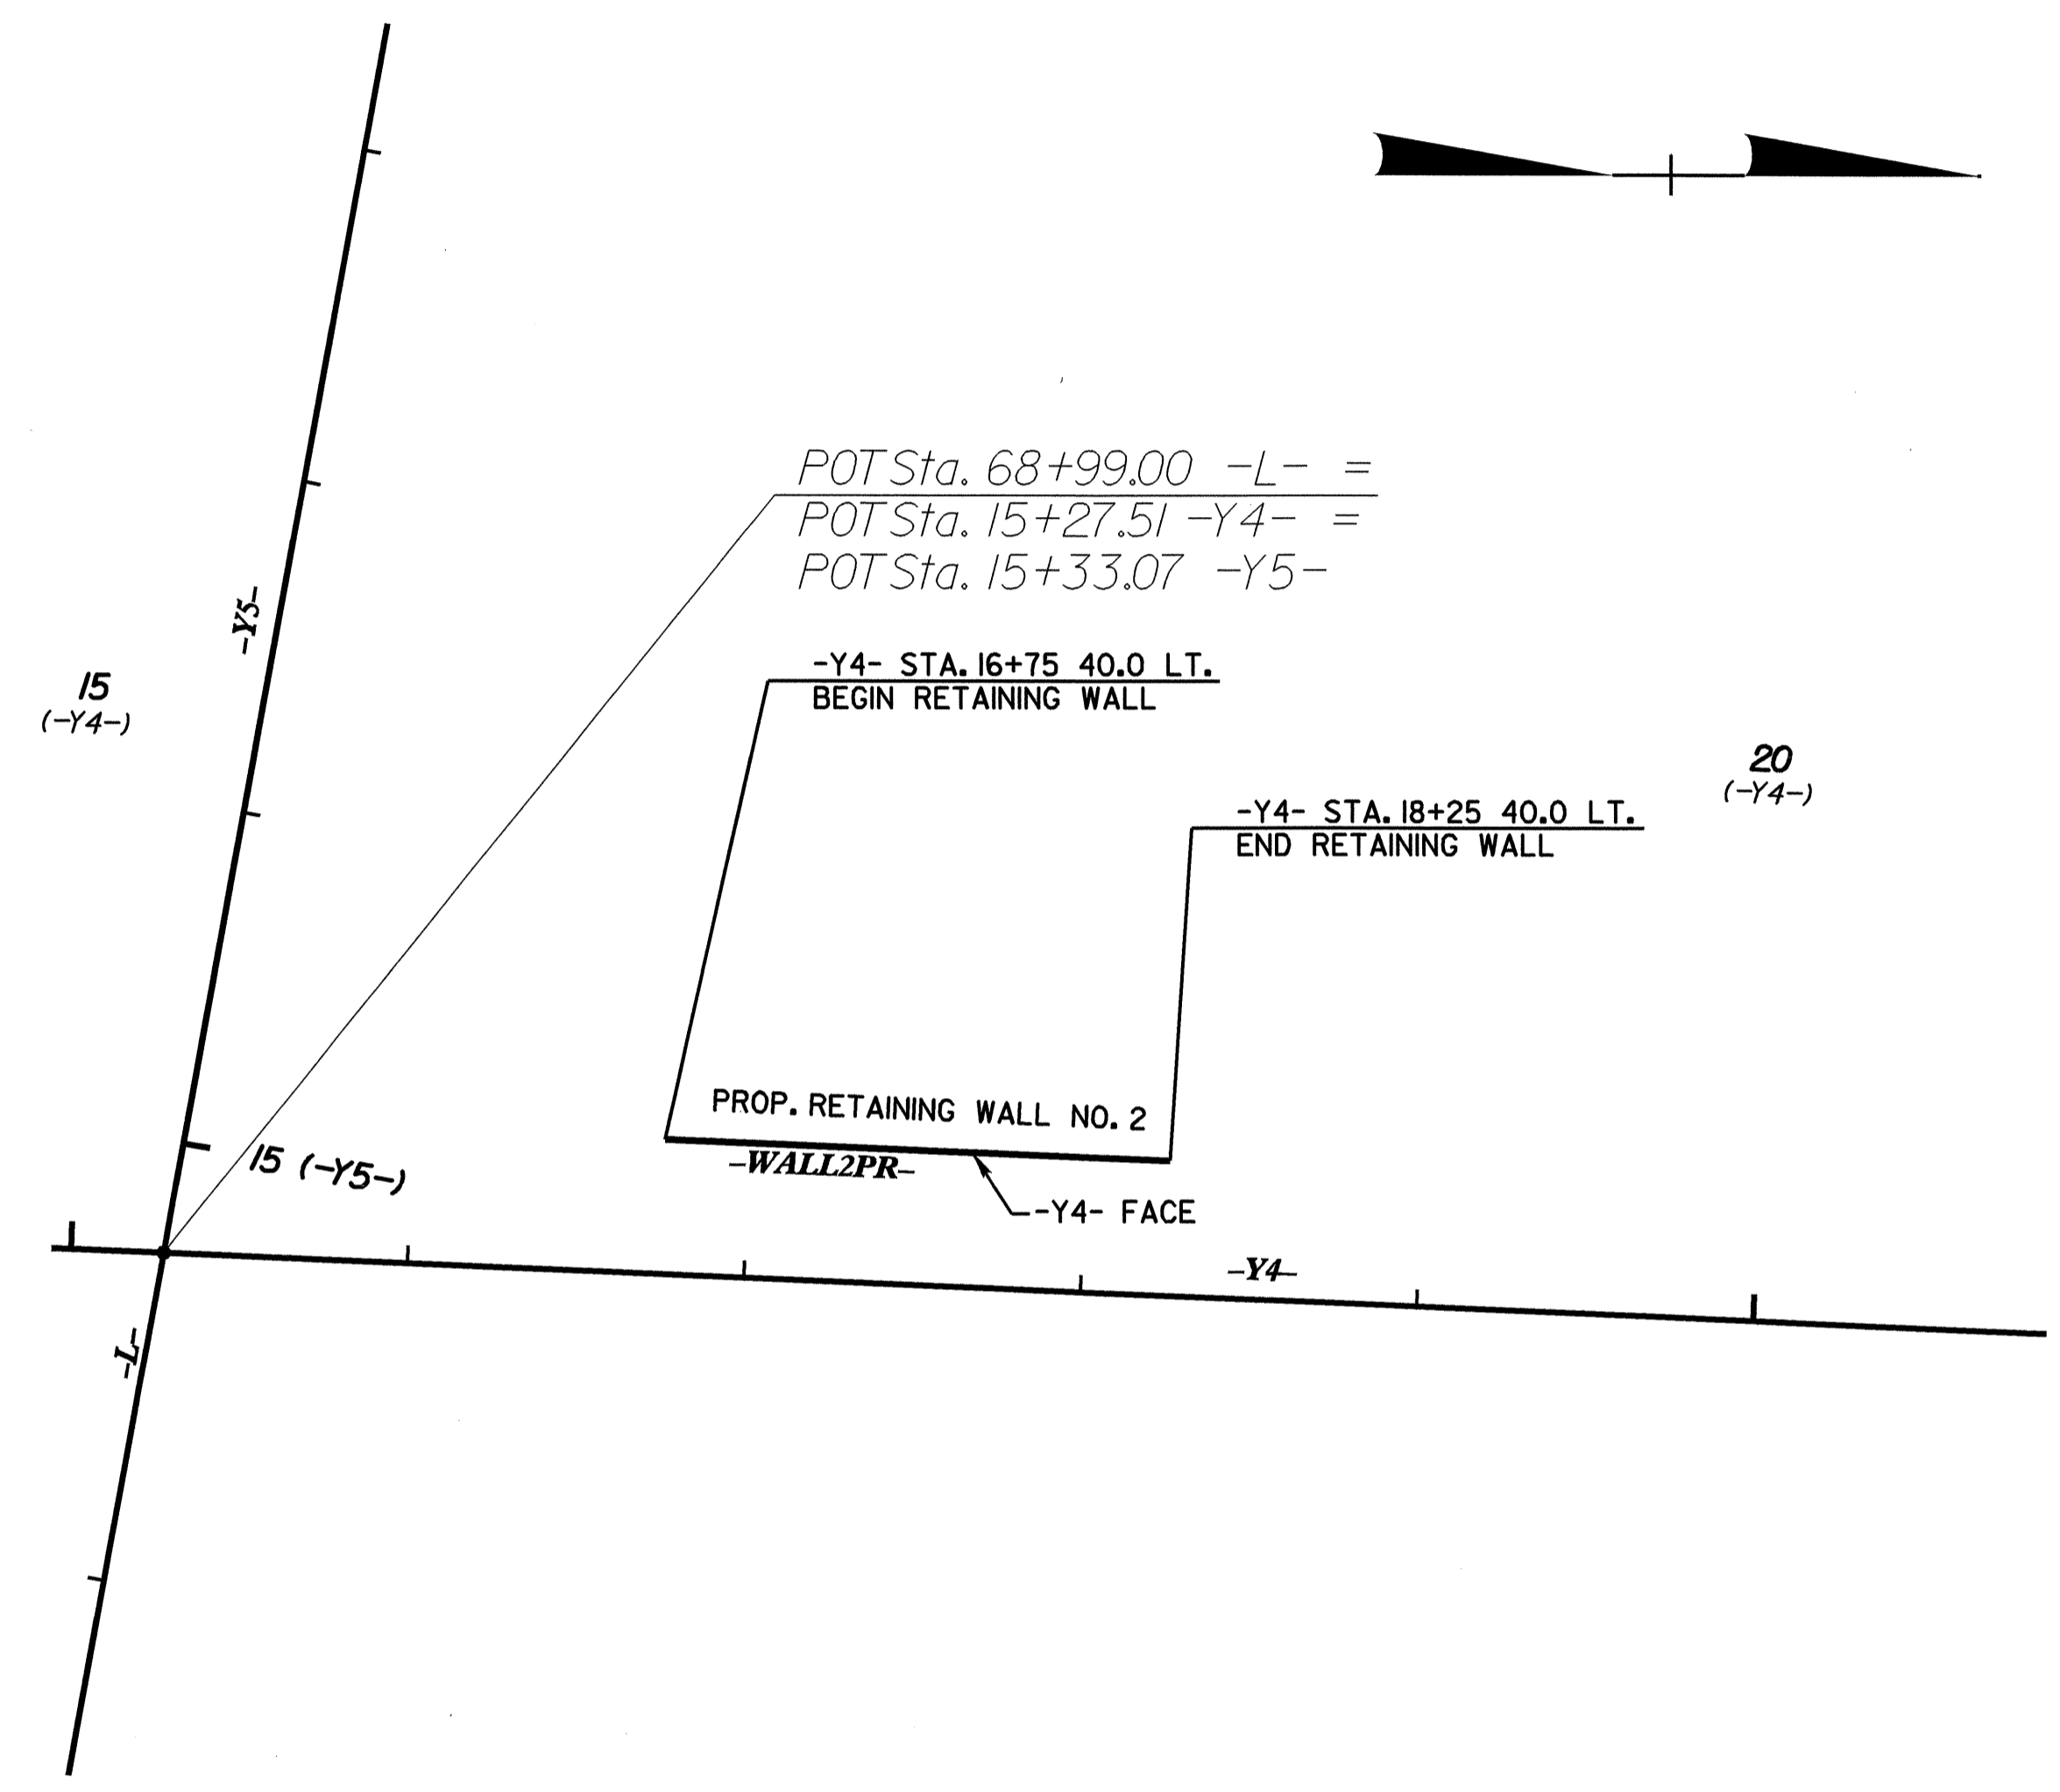 POT Sta. 68+99.00 -L- =
POT Sta. 15+27.51 -Y4- =
POT Sta. 15+33.07 -Y5-
-Y5-
-Y4- STA. 16+75 40.0 LT.
BEGIN RETAINING WALL
15
(-Y4-)
20
(-Y4-)
-Y4- STA. 18+25 40.0 LT.
END RETAINING WALL
PROP. RETAINING WALL NO. 2
-WALL2PR-
15 (-Y5-)
-Y4- FACE
-Y4-
-L-